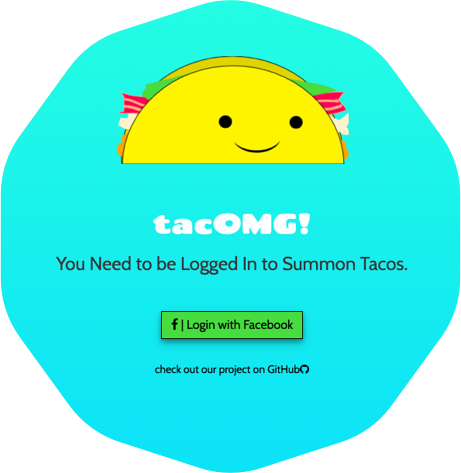 tacOMG!
You Need to be Logged In to Summon Tacos.
f | Login with Facebook
check out our project on GitHub